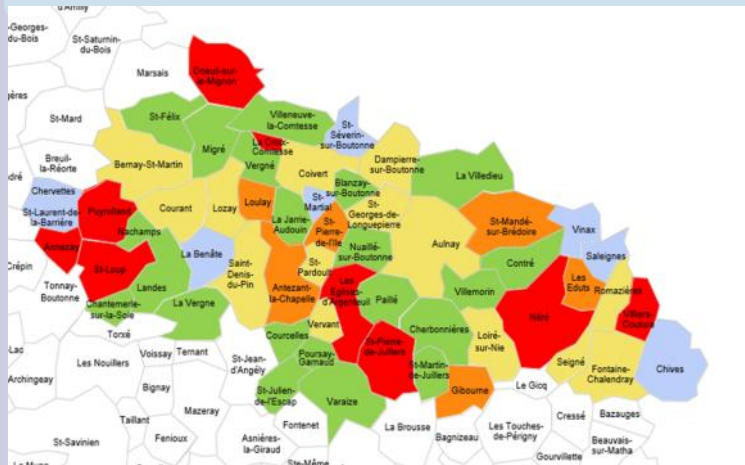 d'Amilly
-Georges-
du-Bois
St-Saturnin-
du-Bois
Marsais
Doeuil-sur-
le-Mignon
gères
St-Félix
Villeneuve-
la-Comtesse
St-
Séverin-
sur-Boutonne
St-Mard
Migré
La Croix-
Comtesse
Breuil-
la-Réorte
Bernay-St-Martin
Vergné
Coivert
Dampierre-
sur-Boutonne
La Villedieu
dré
Chervettes
St-Laurent-de-
la-Barrière
Puyrolland
Courant
Lozay
Loulay
St-
Martial
Blanzay-
sur-Boutonne
St-
Georges-de-
Longuepierre
Nachamps
La Jarrie-
Audouin
St-
Pierre-
de-l'Ile
St-Mandé-
sur-Brédoire
Vinax
Annezay
Nuaillé-
sur-Boutonne
Aulnay
Saleignes
Crépin
St-Loup
La Benâte
Saint-
Denis-
du-Pin
St-
Pardoult
Contré
Tonnay-
Boutonne
Landes
Antezant-
la-Chapelle
Les
Eglises-
d'Argenteuil
Paillé
Villemorin
Les
Eduts
Romazières
Chantemerle-
sur-la-Soie
La Vergne
Vervant
Cherbonnières
Néré
Villiers-
Couture
Torxé
Courcelles
Loiré-
sur-Nie
-Lac
Voissay
Ternant
Poursay-
Garnaud
St-Pierre-
de-Juillers
Les Nouillers
St-Jean-
d'Angély
St-Martin-
de-Juillers
Seigné
Fontaine-
Chalendray
Chives
Archingeay
Bignay
St-Julien-
de-l'Escap
Varaize
Gibourne
Le Gicq
Mazeray
Cressé
Bazauges
Taillant
Fontenet
La Brousse
Les Touches-
de-Périgny
St-Savinien
Fenioux
Asnières-
la-Giraud
Bagnizeau
Beauvais-
sur-Matha
Gourvillette
Ste-Même